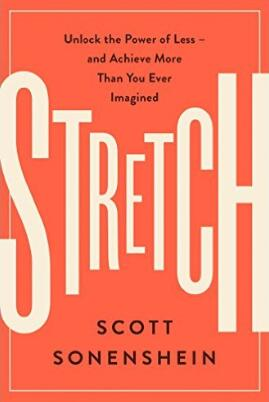 Unlock the Power of Less –
and Achieve More
Than You Ever
Imagined
STRETCH
SCOTT
SONENSHEIN